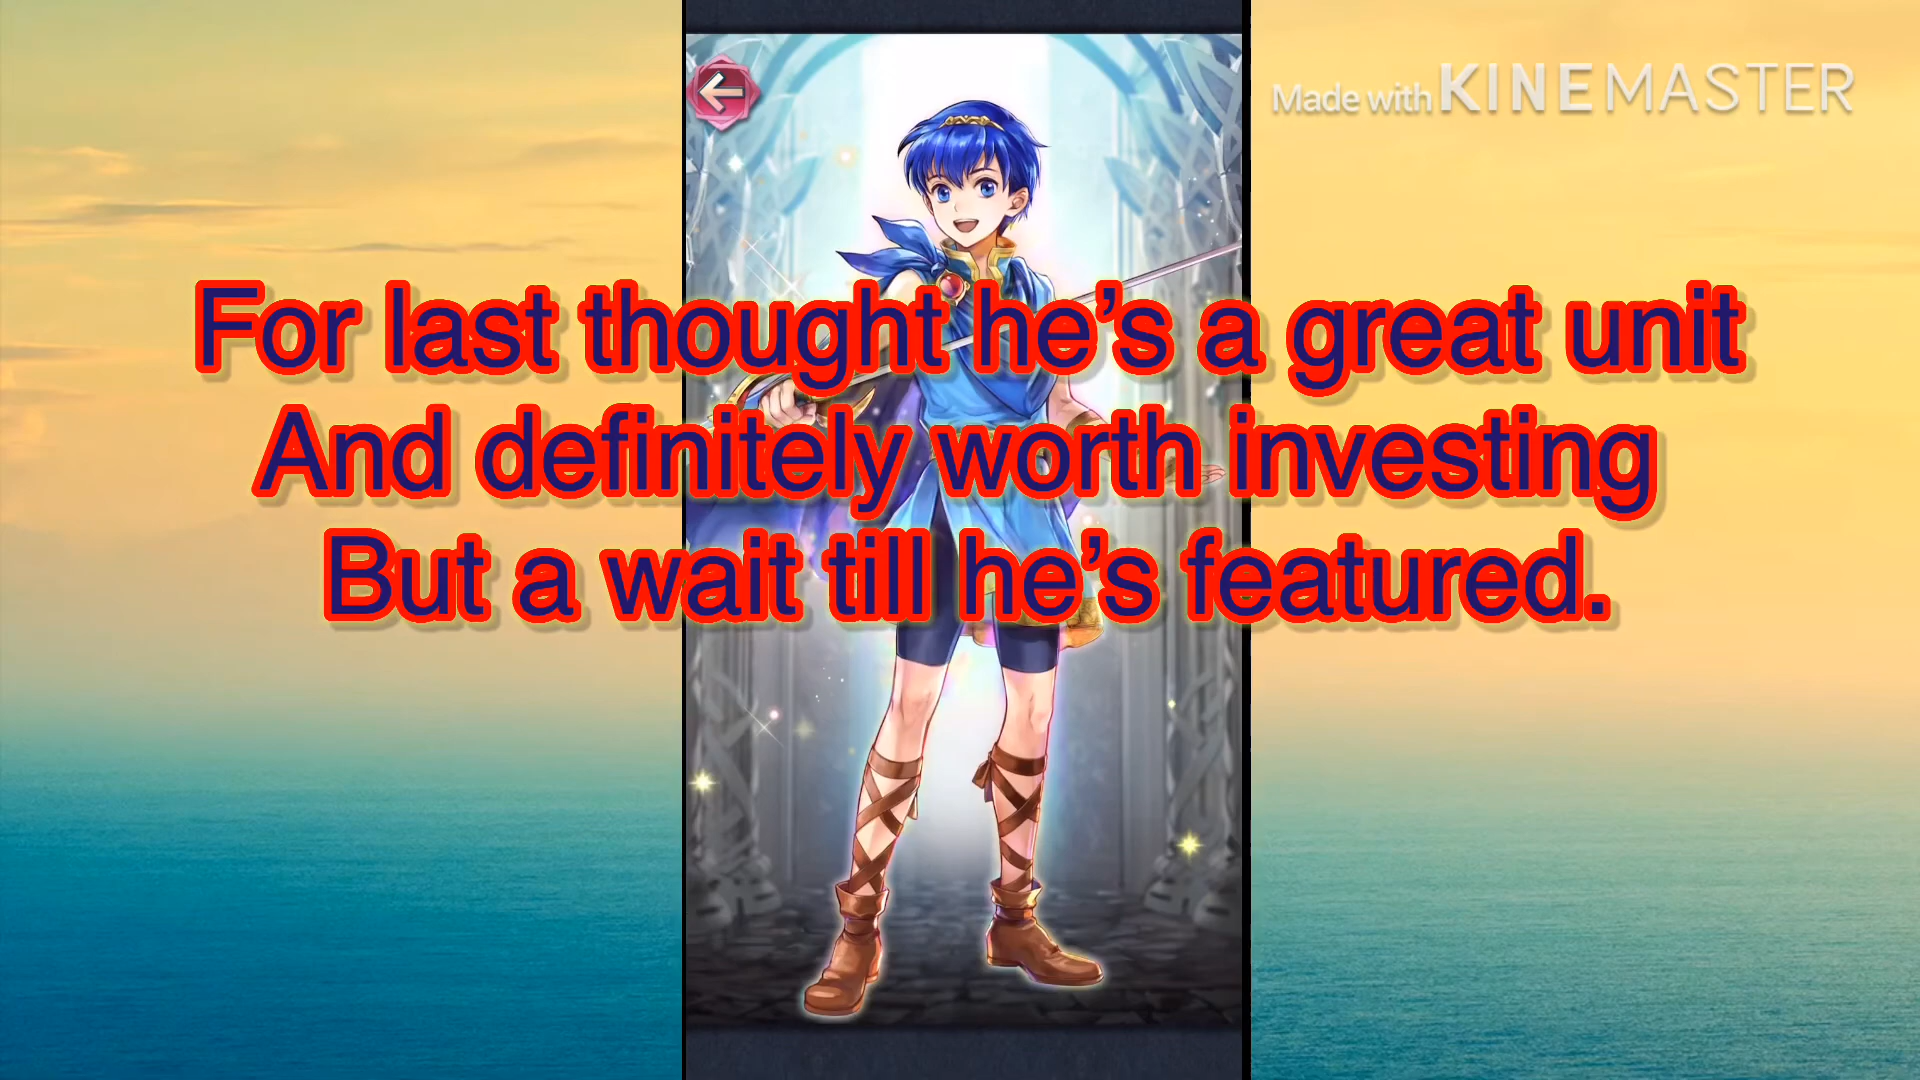 Made with KINEMASTER
For last thought he's a great unit
And definitely worth investing
But a wait till he's featured.